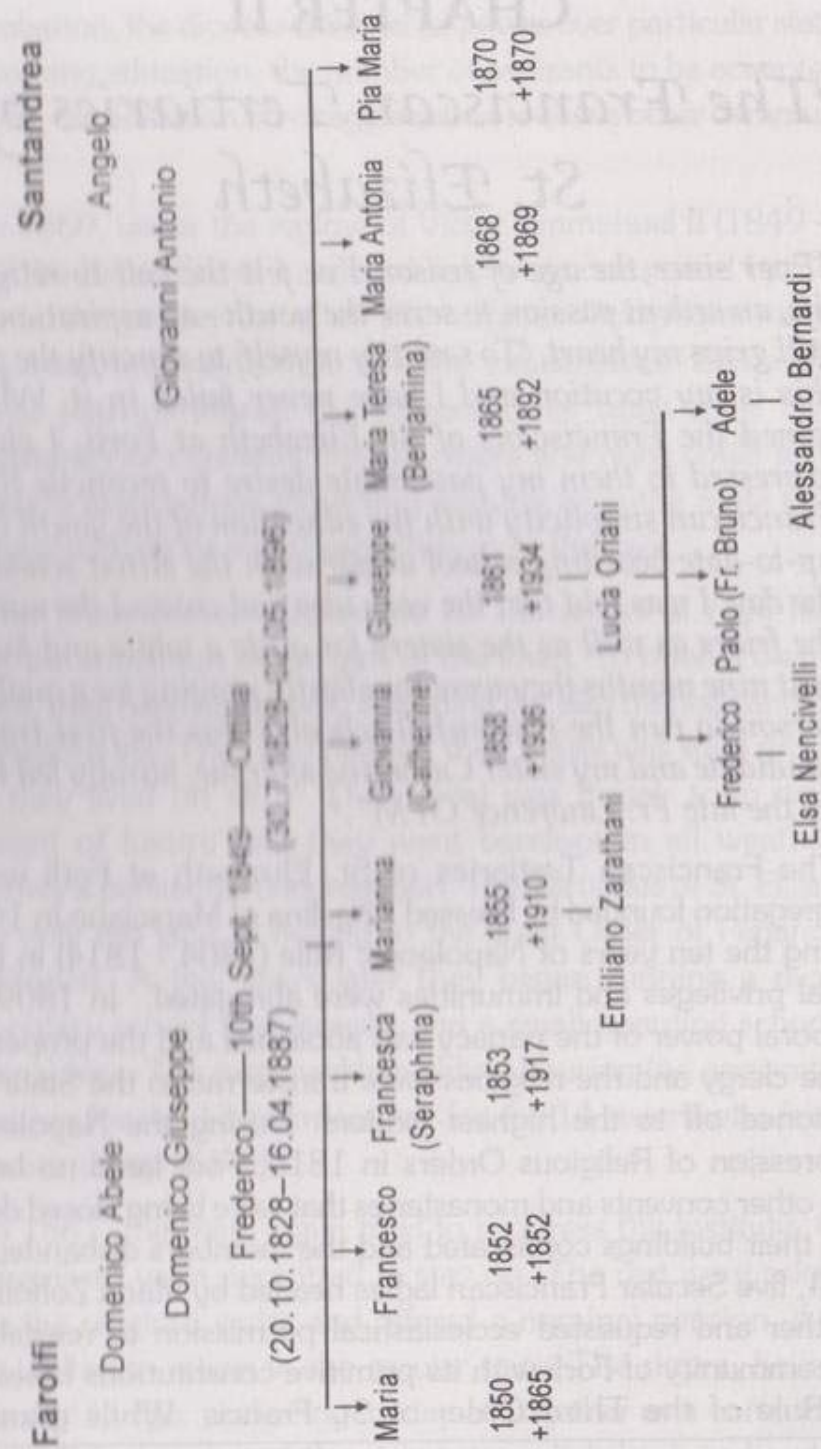 Farolfi Santandrea
Domenico Abele Angelo
Domenico Giuseppe Giovanni Antonio
Frederico — 10th Sept. 1849 —
(20.10.1828–16.04.1887)
Maria Francesco Francesca Marianna Giovanna Giuseppe Maria Teresa Maria Antonia Pia Maria
(Seraphina) (Catherine) (Benjamina)
1850 1852 1853 1855 1858 1861 1865 1868 1870
+1865 +1852 +1917 +1910 +1934 +1892 +1869 +1870
Emiliano Zarathani Lucia Oriani
Frederico Paolo (Fr. Bruno) Adele
Elsa Nencivelli Alessandro Bernardi